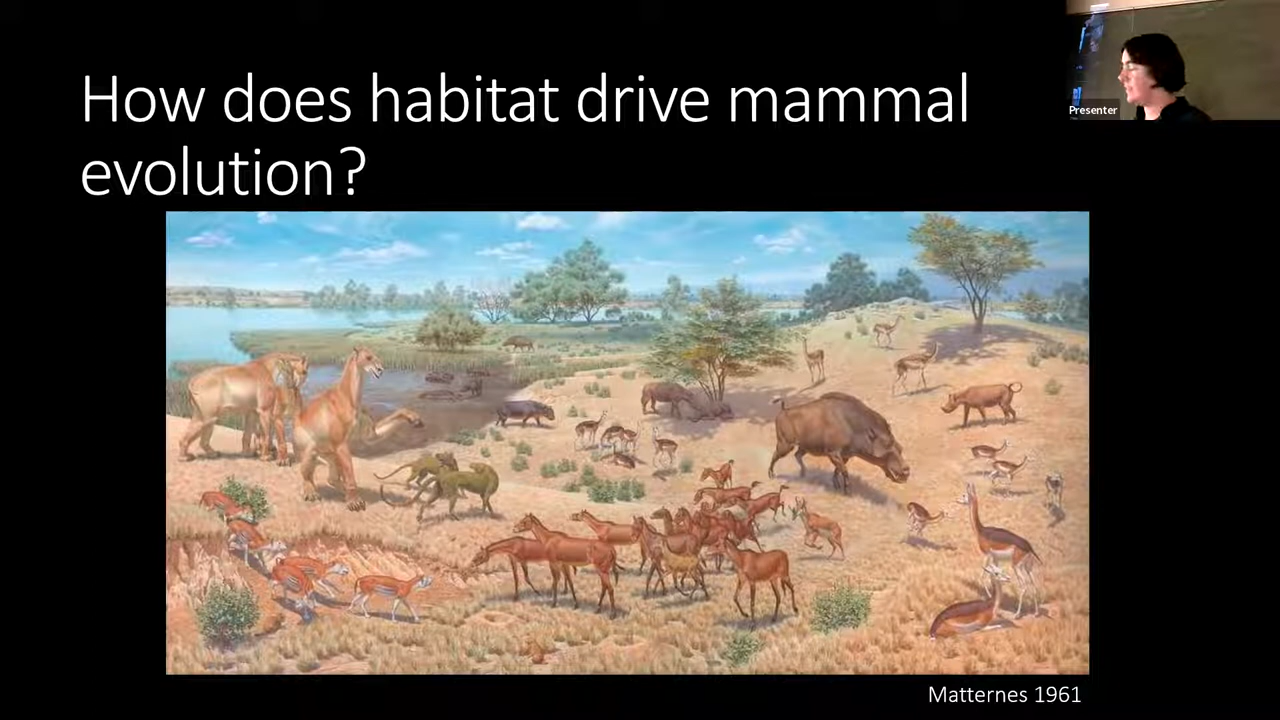 How does habitat drive mammal
evolution?
Presenter
Matternes 1961